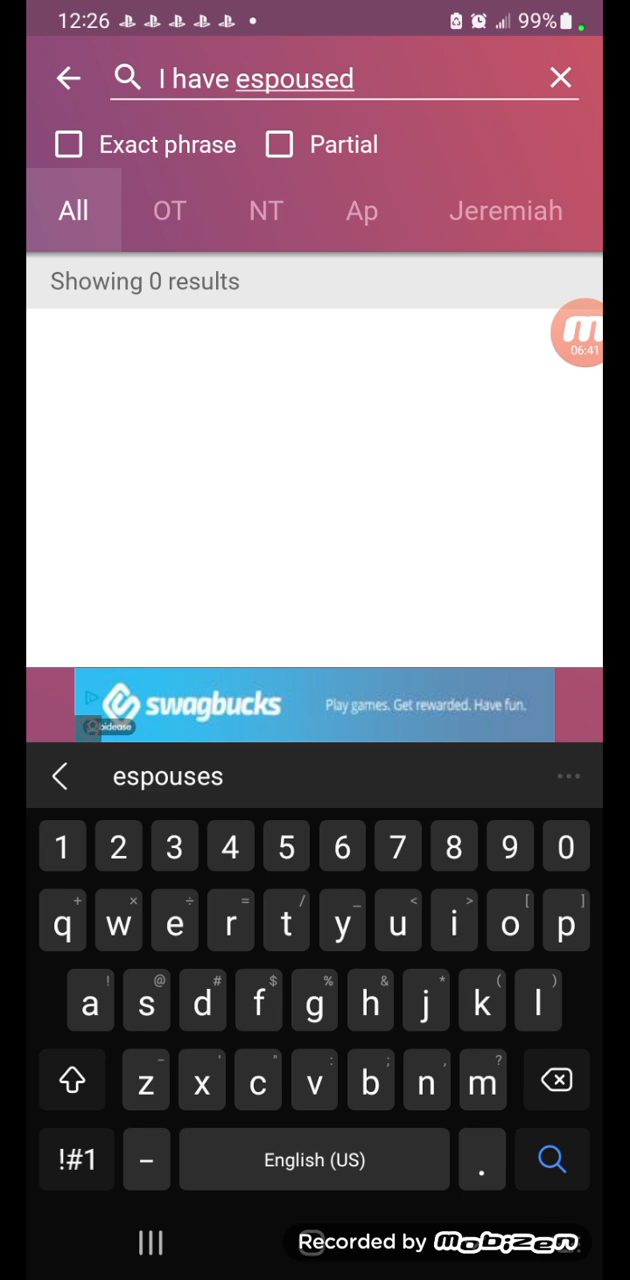 12:26 99%
I have espoused
Exact phrase Partial
All OT NT Ap Jeremiah
Showing 0 results
m
06:41
swagbucks Play games. Get rewarded. Have fun.
bidease
espouses
1 2 3 4 5 6 7 8 9 0
+ × ÷ = / _ < > [ ]
q w e r t y u i o p
! @ # $ % & * ( )
a s d f g h j k l
- ' " : ; , ?
z x c v b n m
!#1 - English (US) .
Recorded by mobizen